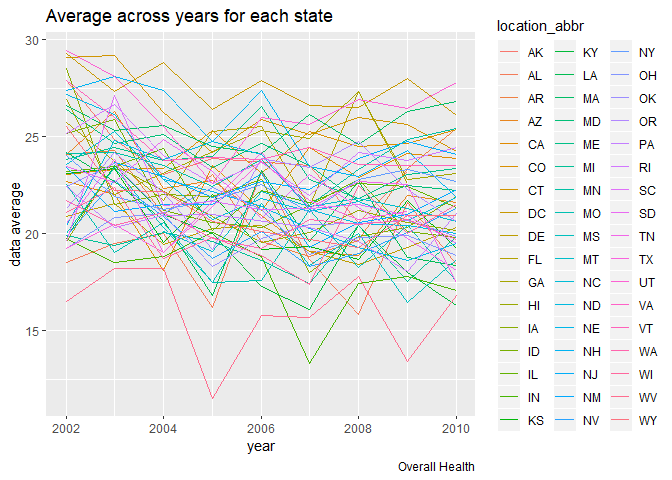 Average across years for each state
location_abbr
30
25
20
15
data average
2002
2004
2006
2008
2010
year
Overall Health
AK
AL
AR
AZ
CA
CO
CT
DC
DE
FL
GA
HI
IA
ID
IL
IN
KS
KY
LA
MA
MD
ME
MI
MN
MO
MS
MT
NC
ND
NE
NH
NJ
NM
NV
NY
OH
OK
OR
PA
RI
SC
SD
TN
TX
UT
VA
VT
WA
WI
WV
WY